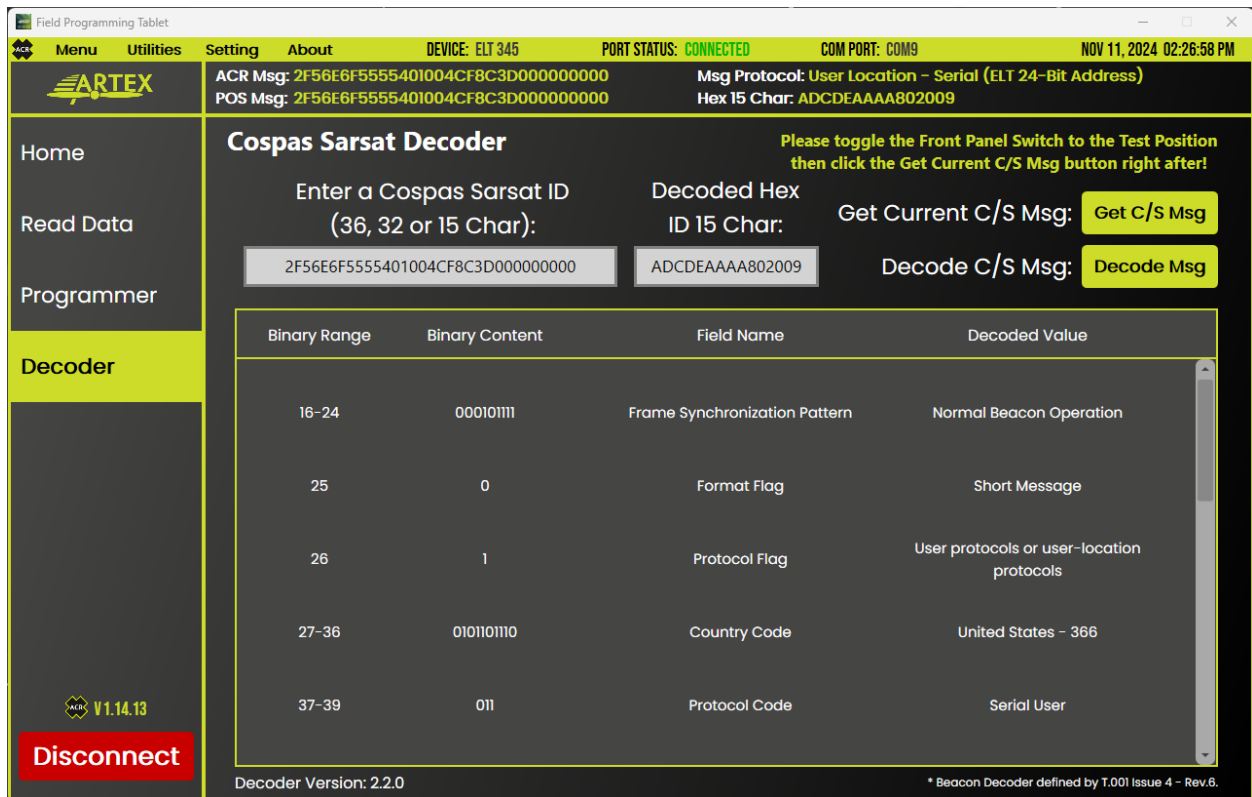 Field Programming Tablet
ACR Menu Utilities Setting About DEVICE: ELT 345 PORT STATUS: CONNECTED COM PORT: COM9 NOV 11, 2024 02:26:58 PM
ARTEX
ACR Msg: 2F56E6F5555401004CF8C3D000000000 Msg Protocol: User Location - Serial (ELT 24-Bit Address)
POS Msg: 2F56E6F5555401004CF8C3D000000000 Hex 15 Char: ADCDEAAAA802009
Home
Read Data
Programmer
Decoder
ACR V 1.14.13
Disconnect
Cospas Sarsat Decoder
Please toggle the Front Panel Switch to the Test Position
then click the Get Current C/S Msg button right after!
Enter a Cospas Sarsat ID
(36, 32 or 15 Char):
2F56E6F5555401004CF8C3D000000000
Decoded Hex
ID 15 Char:
ADCDEAAAA802009
Get Current C/S Msg: Get C/S Msg
Decode C/S Msg: Decode Msg
Binary Range Binary Content Field Name Decoded Value
16-24 000101111 Frame Synchronization Pattern Normal Beacon Operation
25 0 Format Flag Short Message
26 1 Protocol Flag User protocols or user-location
protocols
27-36 0101101110 Country Code United States - 366
37-39 011 Protocol Code Serial User
Decoder Version: 2.2.0 * Beacon Decoder defined by T.001 Issue 4 - Rev.6.